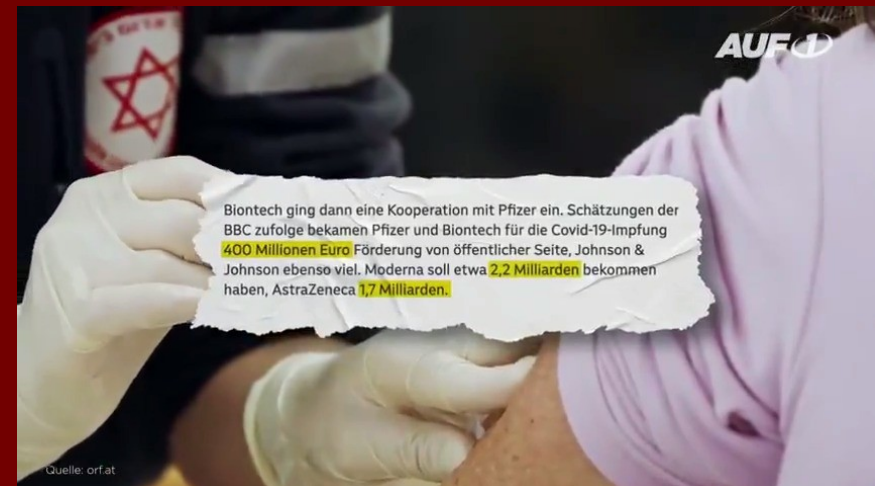 AUF1
Biontech ging dann eine Kooperation mit Pfizer ein. Schätzungen der
BBC zufolge bekamen Pfizer und Biontech für die Covid-19-Impfung
400 Millionen Euro Förderung von öffentlicher Seite, Johnson &
Johnson ebenso viel. Moderna soll etwa 2,2 Milliarden bekommen
haben, AstraZeneca 1,7 Milliarden.
Quelle: orf.at